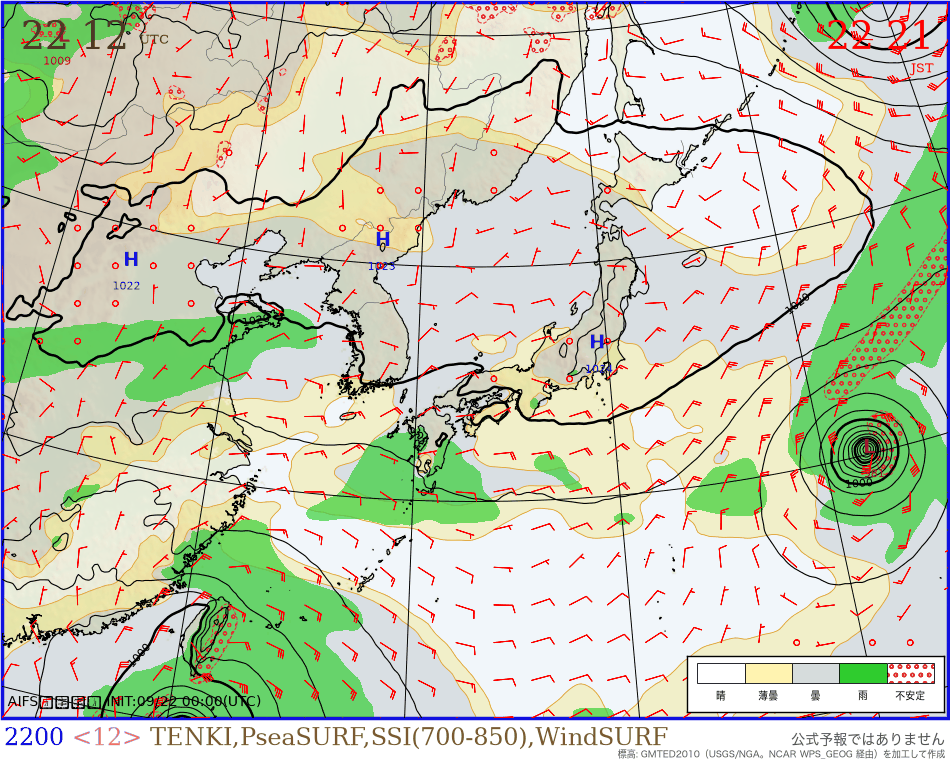 22 12 UTC
22 21 JST
1009
H
1023
H
1022
H
1024
1020
1020
1000
1000
晴 薄曇 曇 雨 不安定
INIT:09/22 00:00(UTC)
2200 <12> TENKI,PseaSURF,SSI(700-850),WindSURF
公式予報ではありません
標高: GMTED2010（USGS/NGA。NCAR WPS_GEOG 経由）を加工して作成